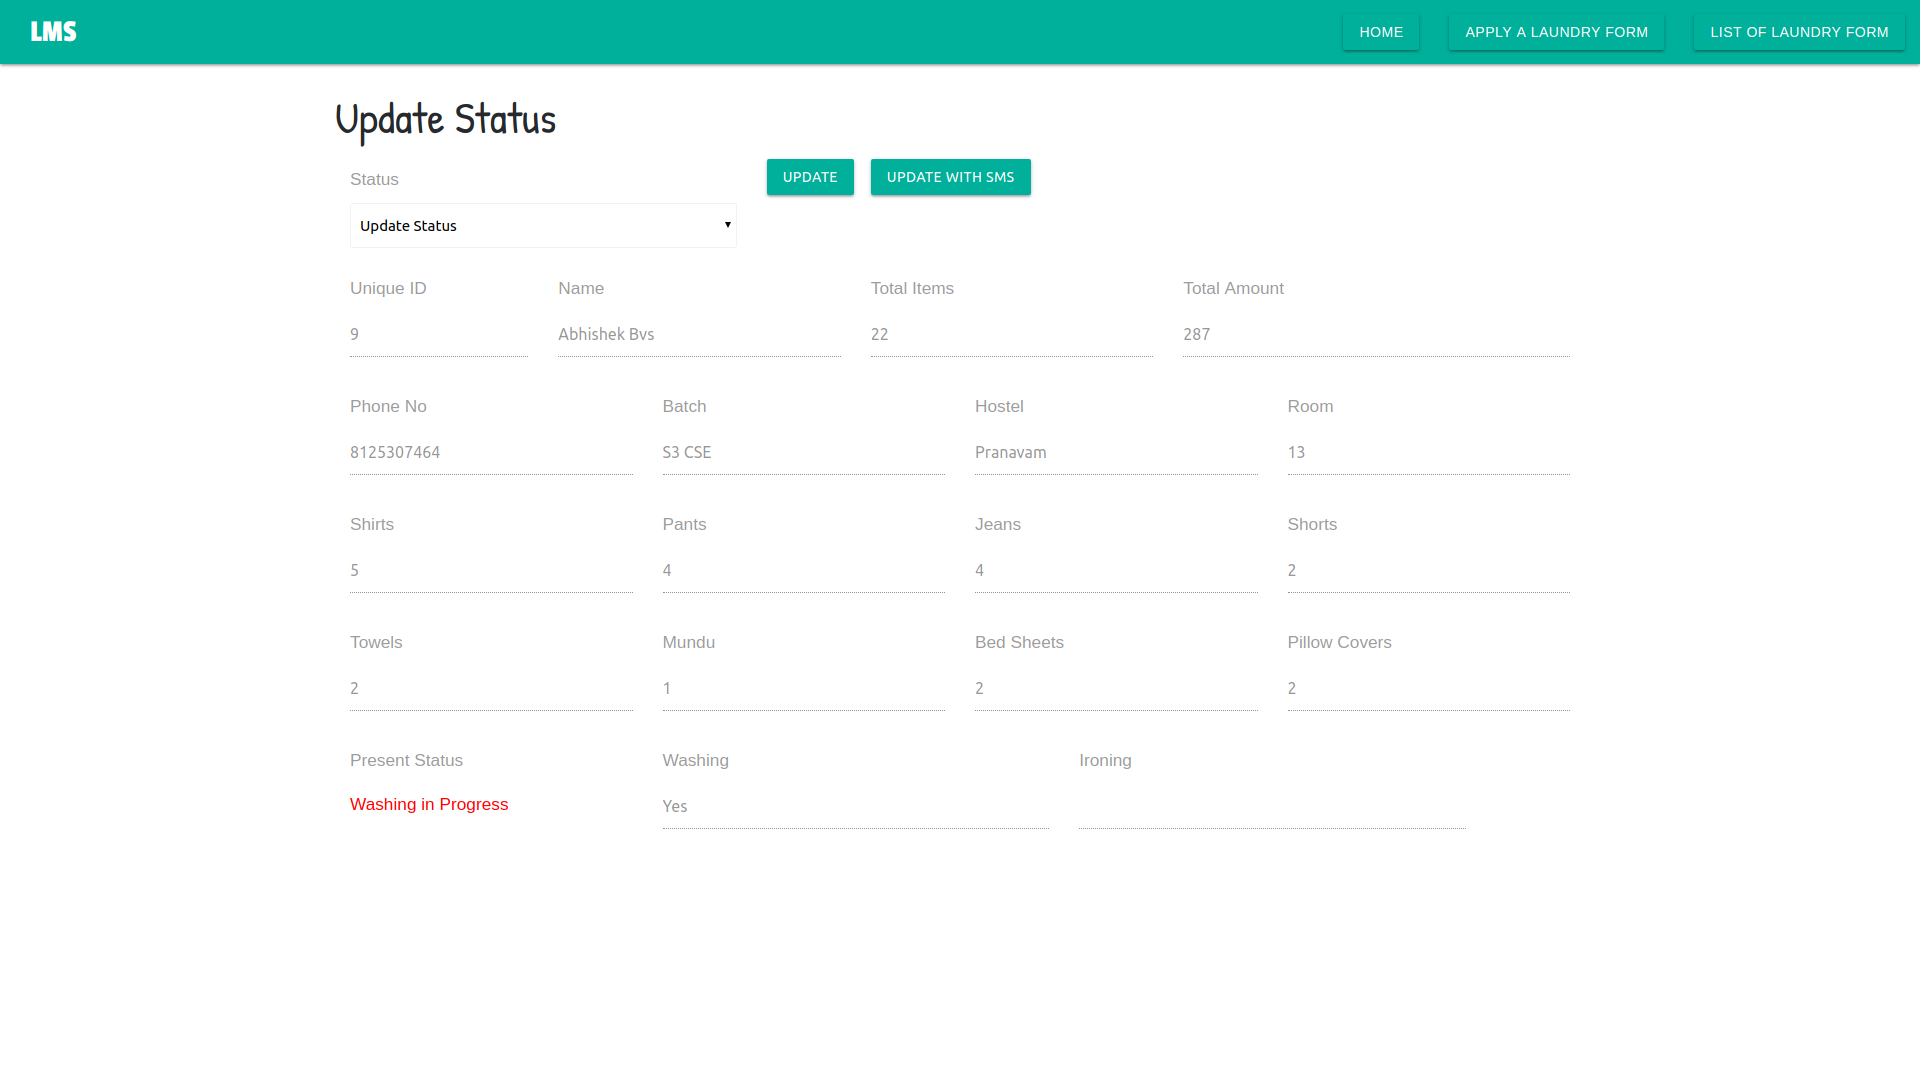 LMS
HOME
APPLY A LAUNDRY FORM
LIST OF LAUNDRY FORM
Update Status
Status
UPDATE
UPDATE WITH SMS
Update Status
Unique ID
Name
Total Items
Total Amount
9
Abhishek Bvs
22
287
Phone No
Batch
Hostel
Room
8125307464
S3 CSE
Pranavam
13
Shirts
Pants
Jeans
Shorts
5
4
4
2
Towels
Mundu
Bed Sheets
Pillow Covers
2
1
2
2
Present Status
Washing
Ironing
Washing in Progress
Yes